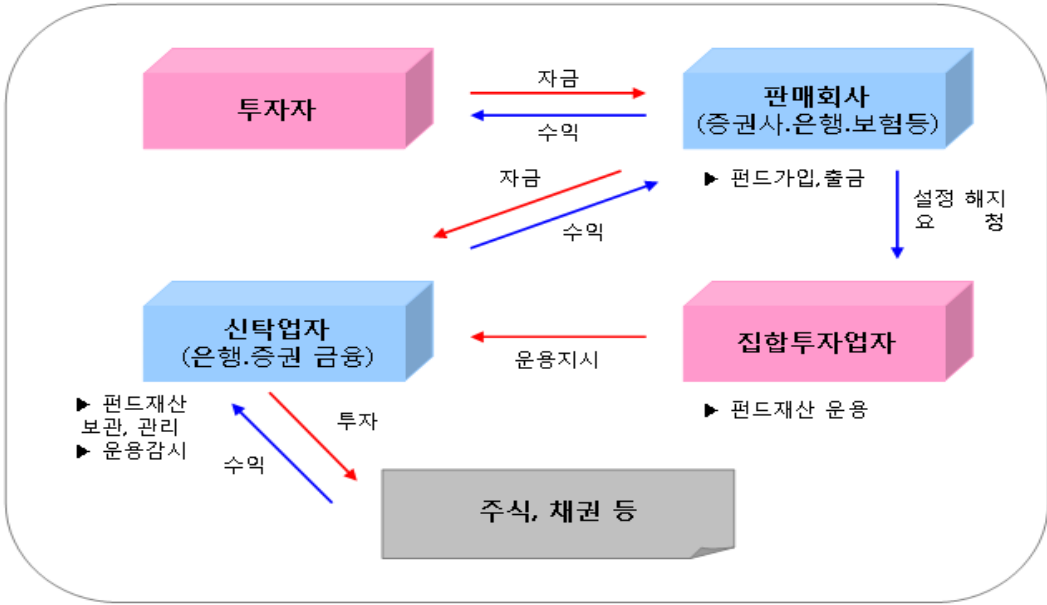 투자자
자금
수익
판매회사
(증권사.은행.보험등)
▶ 펀드가입,출금
자금
수익
설정 해지
요 청
신탁업자
(은행.증권 금융)
운용지시
집합투자업자
▶ 펀드재산
보관, 관리
▶ 운용감시
투자
수익
▶ 펀드재산 운용
주식, 채권 등